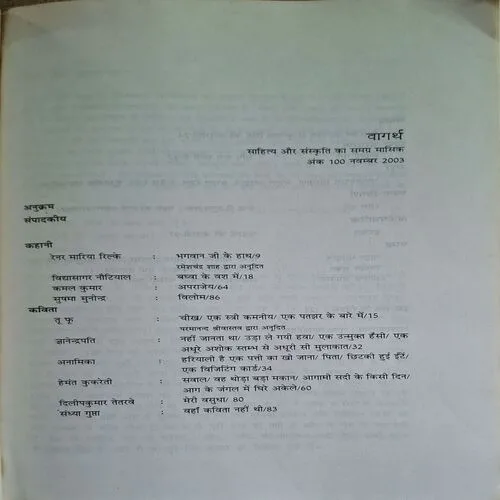 वागर्थ
साहित्य और संस्कृति का समग्र मासिक
अंक 100 नवम्बर 2003
अनुक्रम
संपादकीय
कहानी
रेनर मारिया रिल्के : भगवान जी के हाथ/9
रमेशचंद्र शाह द्वारा अनूदित
विद्यासागर नौटियाल : बघ्वा के वश में/18
कमल कुमार : अपराजेय/64
सुषमा मुनीन्द्र : विलोम/86
कविता
तू फू : चीख/ एक स्त्री कमनीय/ एक पतझर के बारे में/15
परमानन्द श्रीवास्तव द्वारा अनूदित
ज्ञानेन्द्रपति : नहीं जानता था/ उड़ा ले गयी हवा/ एक उन्मुक्त हँसी/ एक
अधूरे अशोक स्तम्भ से अधूरी सी मुलाकात/32
अनामिका : हरियाली है एक पत्ती का खो जाना/ पिता/ छिटकी हुई ईंटें/
एक विजिटिंग कार्ड/34
हेमंत कुकरेती : सवाल/ वह थोड़ा बड़ा मकान/ आगामी सदी के किसी दिन/
आग के जंगल में घिरे अकेले/60
दिलीपकुमार तेतरवे : मेरी वसुधा/ 80
संध्या गुप्ता : वहाँ कविता नहीं थी/83